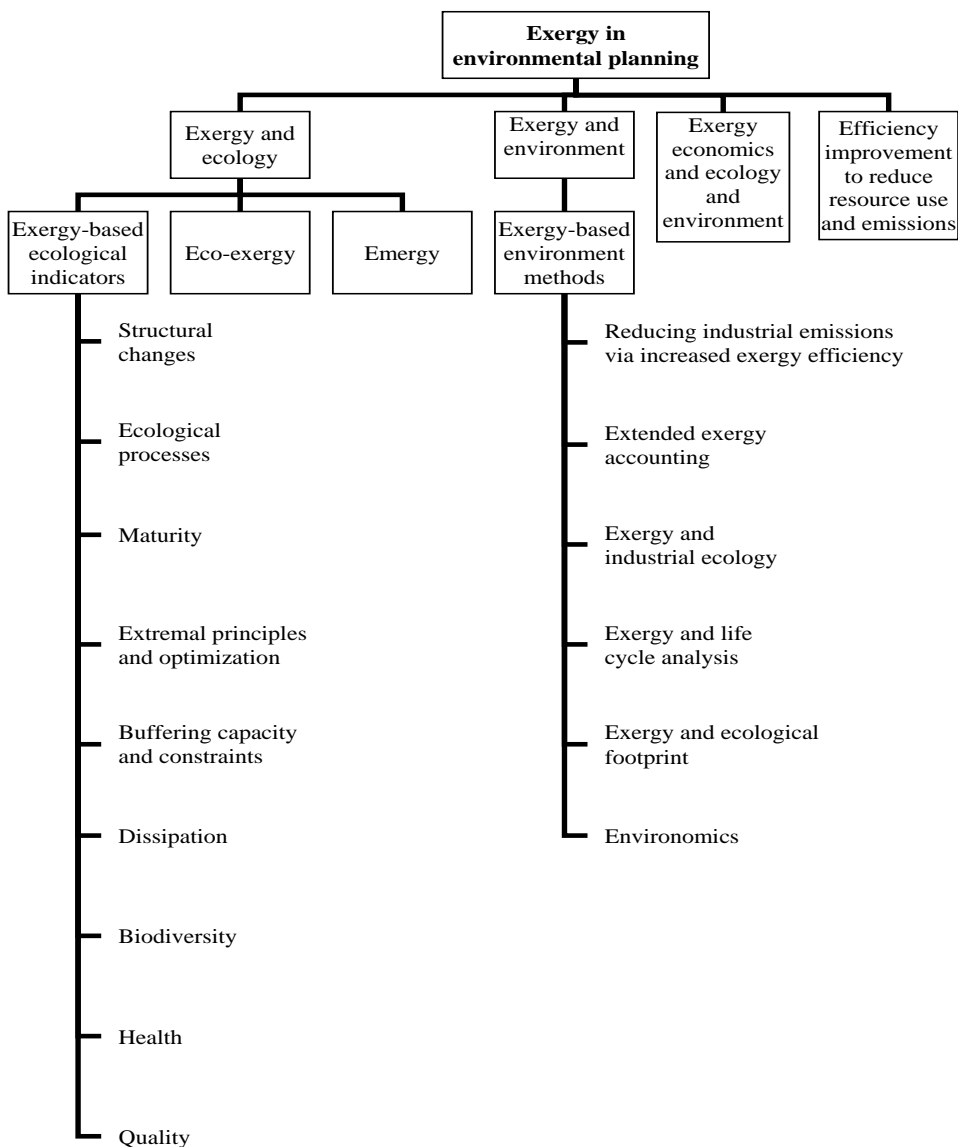 Exergy in
environmental planning
Exergy and
ecology
Exergy and
environment
Exergy
economics
and ecology
and
environment
Efficiency
improvement
to reduce
resource use
and emissions
Exergy-based
ecological
indicators
Eco-exergy
Emergy
Exergy-based
environment
methods
Structural
changes
Ecological
processes
Maturity
Extremal principles
and optimization
Buffering capacity
and constraints
Dissipation
Biodiversity
Health
Quality
Reducing industrial emissions
via increased exergy efficiency
Extended exergy
accounting
Exergy and
industrial ecology
Exergy and life
cycle analysis
Exergy and ecological
footprint
Environomics